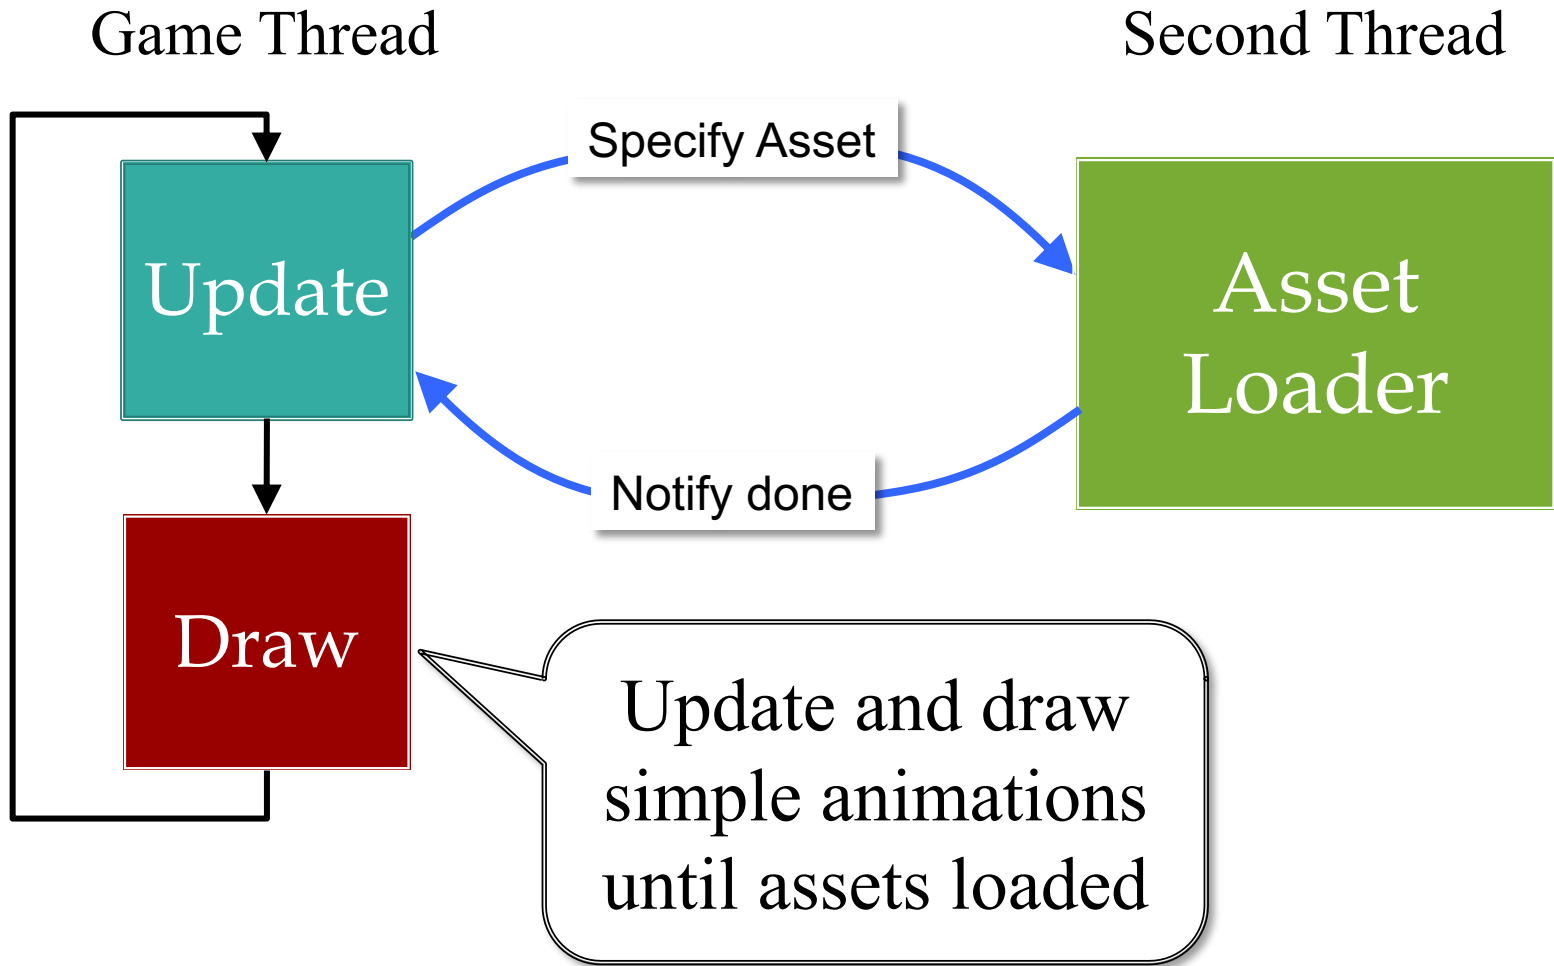 Game Thread
Second Thread
Specify Asset
Update
Asset
Loader
Notify done
Draw
Update and draw
simple animations
until assets loaded